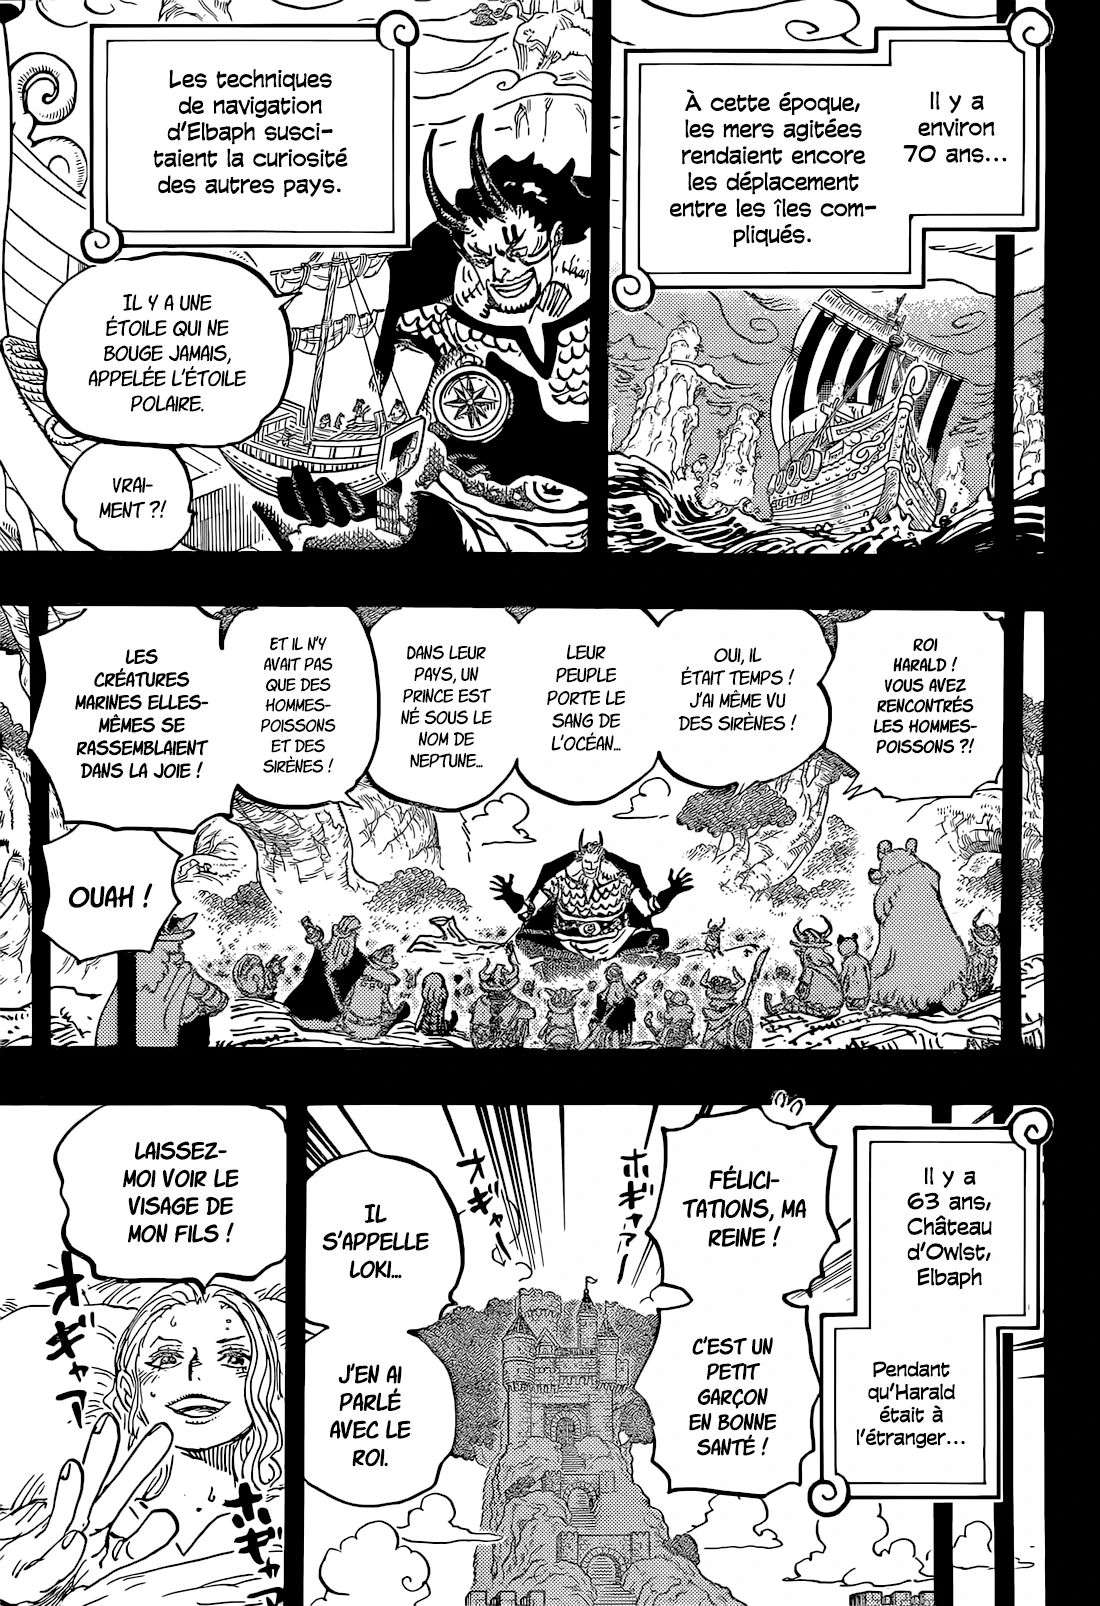 Il y a
environ
70 ans...
À cette époque,
les mers agitées
rendaient encore
les déplacement
entre les îles com-
pliqués.
Les techniques
de navigation
d'Elbaph susci-
taient la curiosité
des autres pays.
IL Y A UNE
ÉTOILE QUI NE
BOUGE JAMAIS,
APPELÉE L'ÉTOILE
POLAIRE.
VRAI-
MENT ?!
ROI
HARALD !
VOUS AVEZ
RENCONTRÉS
LES HOMMES-
POISSONS ?!
OUI, IL
ÉTAIT TEMPS !
J'AI MÊME VU
DES SIRÈNES !
LEUR
PEUPLE
PORTE LE
SANG DE
L'OCÉAN...
DANS LEUR
PAYS, UN
PRINCE EST
NÉ SOUS LE
NOM DE
NEPTUNE...
ET IL N'Y
AVAIT PAS
QUE DES
HOMMES-
POISSONS
ET DES
SIRÈNES !
LES
CRÉATURES
MARINES ELLES-
MÊMES SE
RASSEMBLAIENT
DANS LA JOIE !
OUAH !
Il y a
63 ans,
Château
d'Owlst,
Elbaph
Pendant
qu'Harald
était à
l'étranger...
FÉLICI-
TATIONS, MA
REINE !
C'EST UN
PETIT
GARÇON
EN BONNE
SANTÉ !
ホギャアー
オギャアー
IL
S'APPELLE
LOKI...
J'EN AI
PARLÉ
AVEC LE
ROI.
LAISSEZ-
MOI VOIR LE
VISAGE DE
MON FILS !
オギャアア
ホギャアー